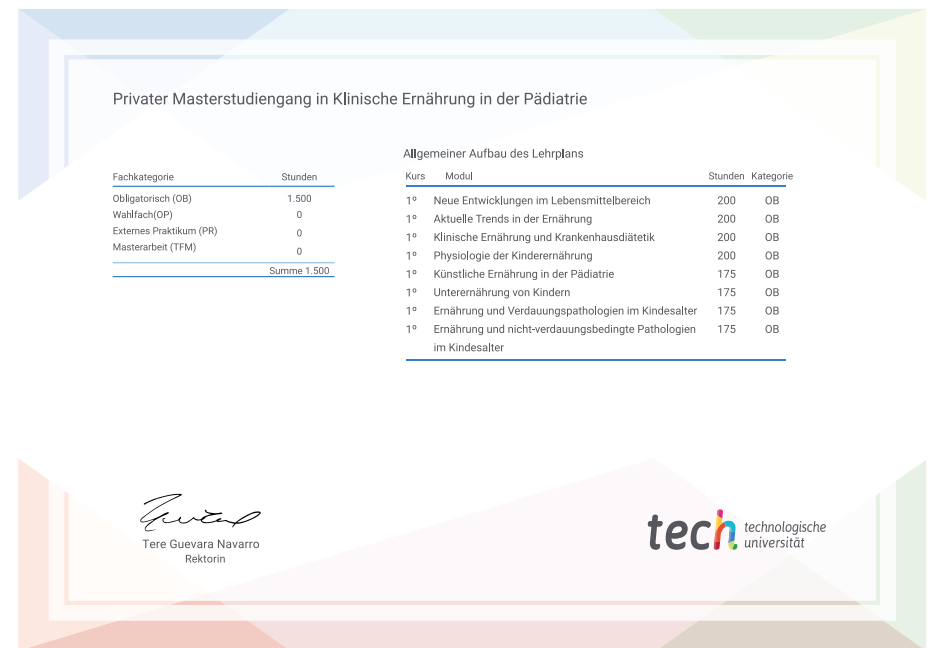 Privater Masterstudiengang in Klinische Ernährung in der Pädiatrie
Fachkategorie Stunden
Obligatorisch (OB) 1.500
Wahlfach(OP) 0
Externes Praktikum (PR) 0
Masterarbeit (TFM) 0
Summe 1.500
Allgemeiner Aufbau des Lehrplans
Kurs Modul Stunden Kategorie
1º Neue Entwicklungen im Lebensmittelbereich 200 OB
1º Aktuelle Trends in der Ernährung 200 OB
1º Klinische Ernährung und Krankenhausdiätetik 200 OB
1º Physiologie der Kinderernährung 200 OB
1º Künstliche Ernährung in der Pädiatrie 175 OB
1º Unterernährung von Kindern 175 OB
1º Ernährung und Verdauungspathologien im Kindesalter 175 OB
1º Ernährung und nicht-verdauungsbedingte Pathologien 175 OB
im Kindesalter
Tere Guevara Navarro
Rektorin
tech technologische
universität